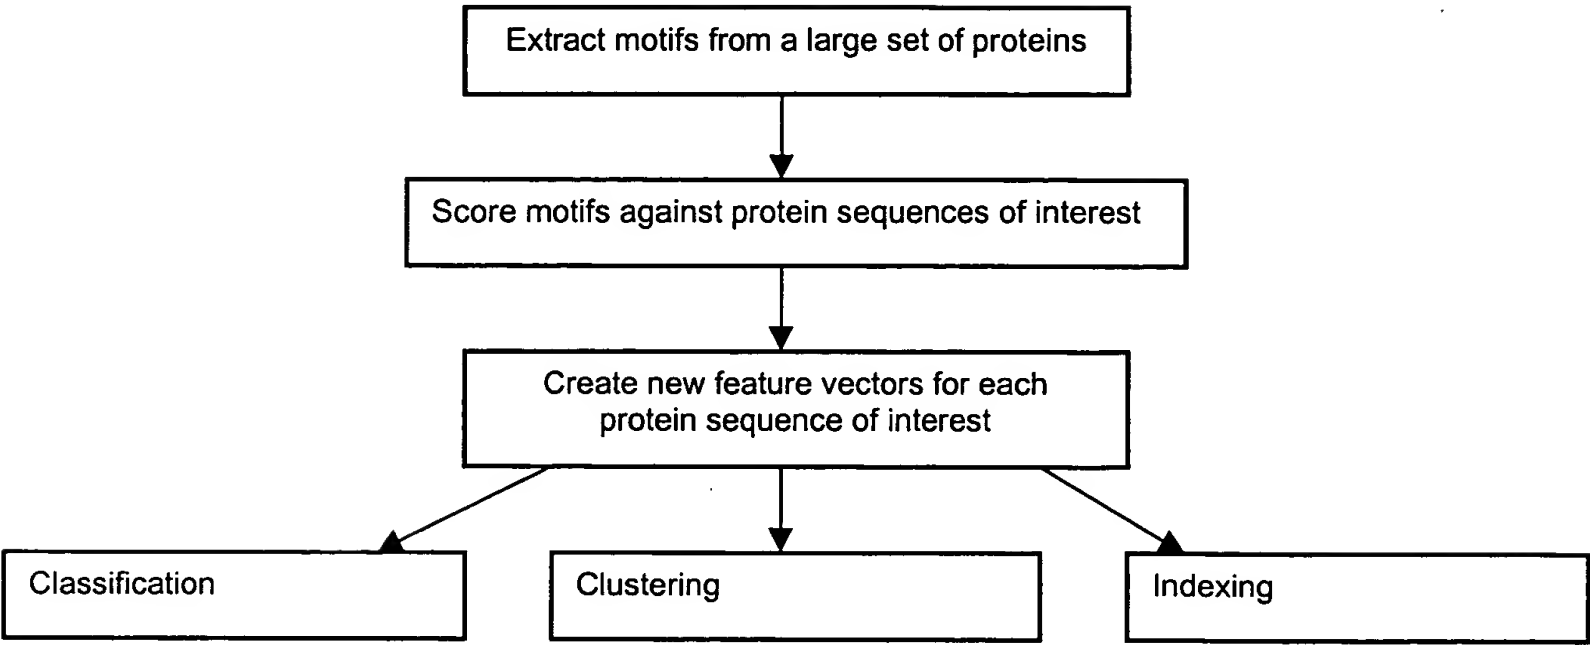 Extract motifs from a large set of proteins
Score motifs against protein sequences of interest
Create new feature vectors for each
protein sequence of interest
Classification
Clustering
Indexing